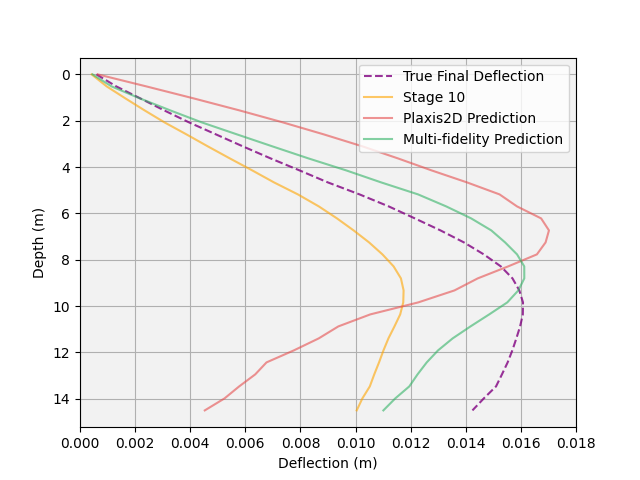 True Final Deflection
Stage 10
Plaxis2D Prediction
Multi-fidelity Prediction
0
2
4
6
8
10
12
14
Depth (m)
0.000 0.002 0.004 0.006 0.008 0.010 0.012 0.014 0.016 0.018
Deflection (m)